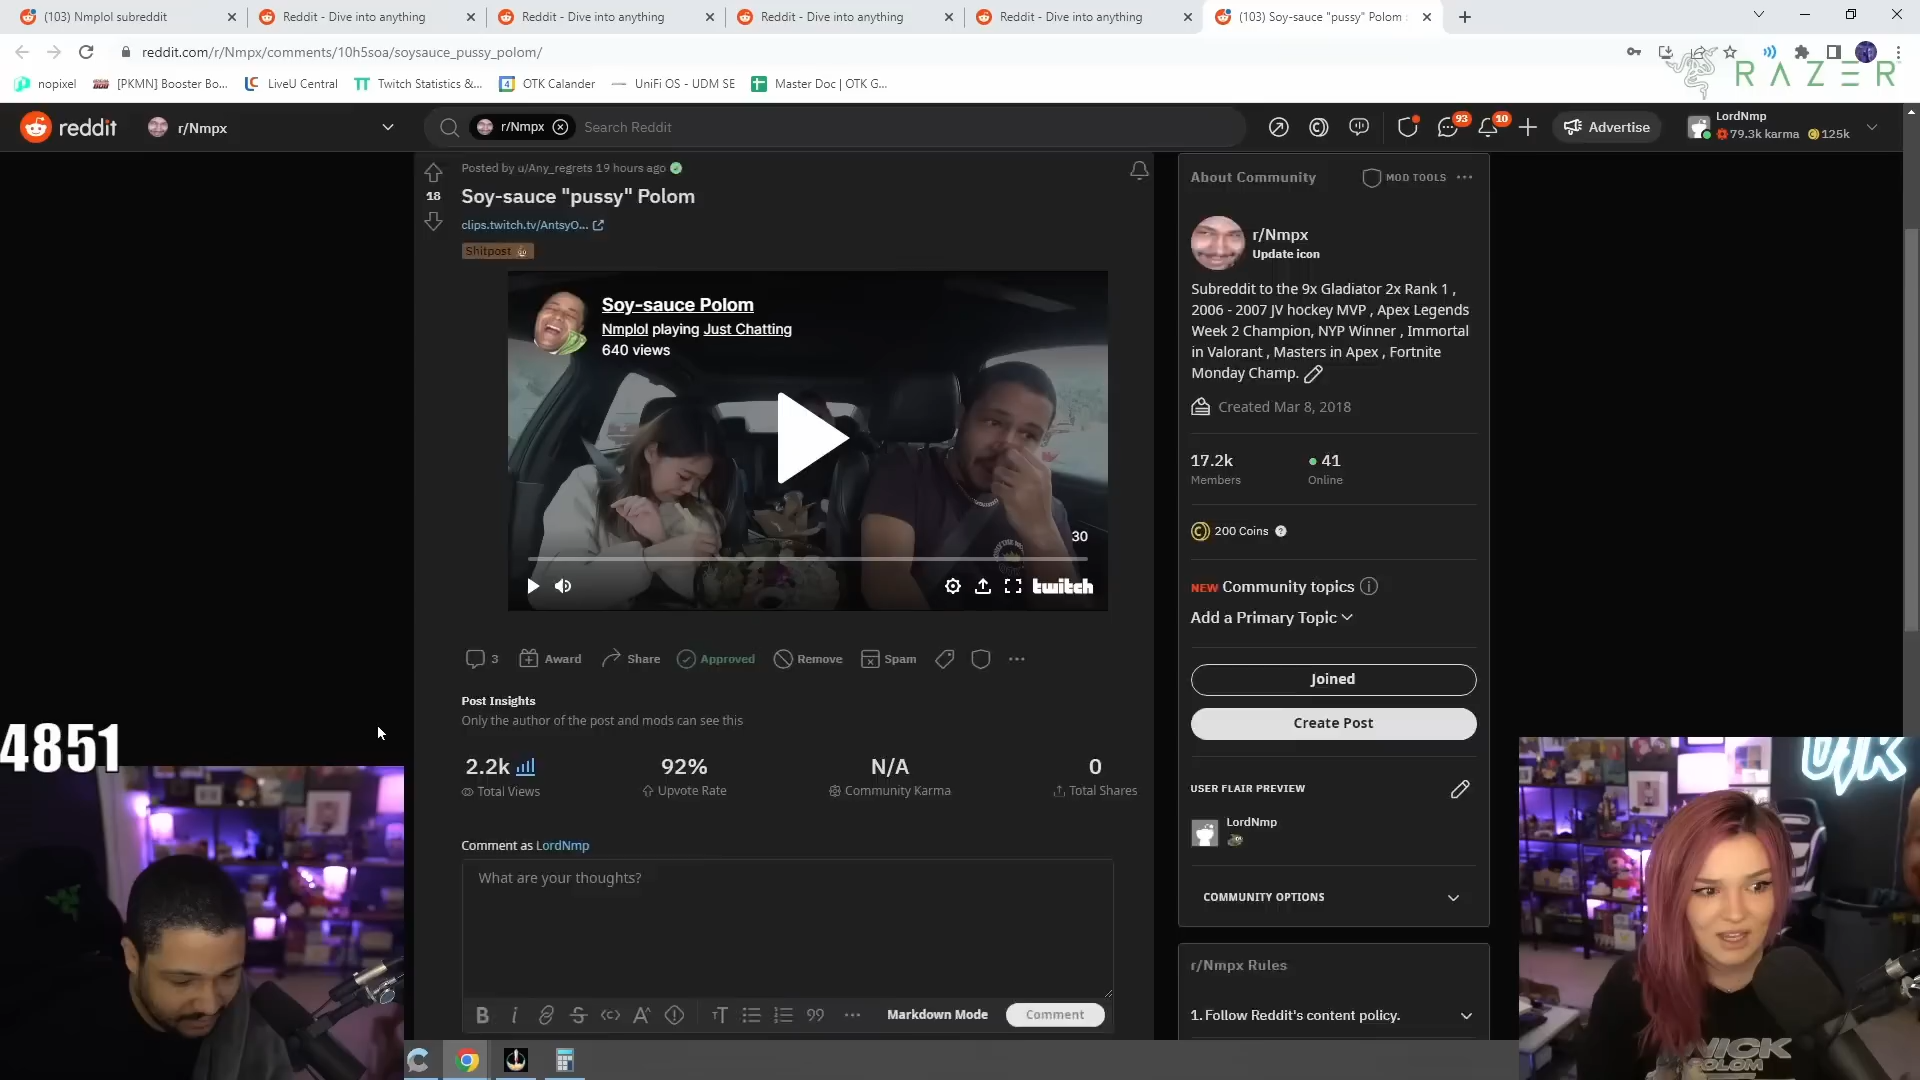 (103) Nmplol subreddit
Reddit - Dive into anything
Reddit - Dive into anything
Reddit - Dive into anything
Reddit - Dive into anything
(103) Soy-sauce "pussy" Polom
reddit.com/r/Nmpx/comments/10h5soa/soysauce_pussy_polom/
nopixel
[PKMN] Booster Bo...
LiveU Central
Twitch Statistics &...
OTK Calander
UniFi OS - UDM SE
Master Doc | OTK G...
RAZER
reddit
r/Nmpx
r/Nmpx
Search Reddit
93
10
Advertise
LordNmp
79.3k karma
125k
Posted by u/Any_regrets 19 hours ago
18
Soy-sauce "pussy" Polom
clips.twitch.tv/AntsyO...
Shitpost
Soy-sauce Polom
Nmplol playing Just Chatting
640 views
30
twitch
3
Award
Share
Approved
Remove
Spam
Post Insights
Only the author of the post and mods can see this
2.2k
Total Views
92%
Upvote Rate
N/A
Community Karma
0
Total Shares
Comment as LordNmp
What are your thoughts?
Markdown Mode
Comment
About Community
MOD TOOLS
r/Nmpx
Update icon
Subreddit to the 9x Gladiator 2x Rank 1 ,
2006 - 2007 JV hockey MVP , Apex Legends
Week 2 Champion, NYP Winner , Immortal
in Valorant , Masters in Apex , Fortnite
Monday Champ.
Created Mar 8, 2018
17.2k
Members
41
Online
200 Coins
NEW Community topics
Add a Primary Topic
Joined
Create Post
USER FLAIR PREVIEW
LordNmp
COMMUNITY OPTIONS
r/Nmpx Rules
1. Follow Reddit's content policy.
4851
OTK
NICK
POLOM